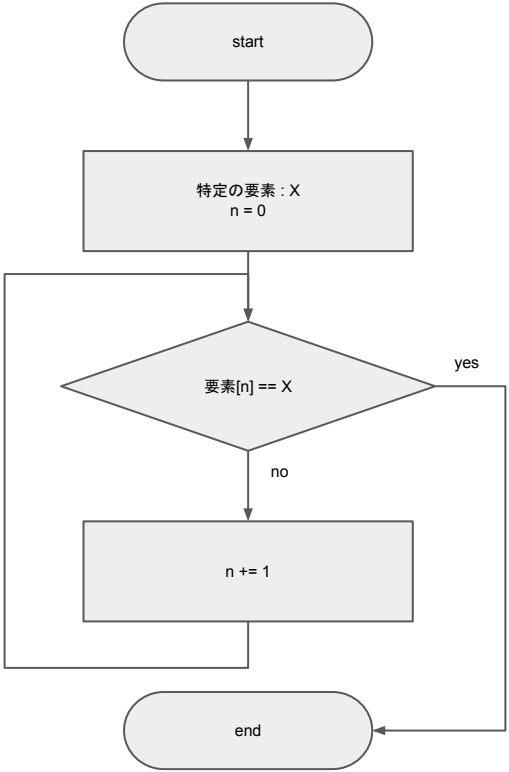 start
特定の要素 : X
n = 0
要素[n] == X
yes
no
n += 1
end